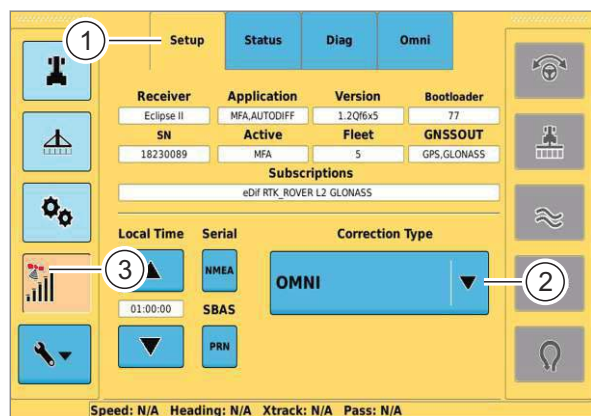 1
Setup Status Diag Omni
Receiver Application Version Bootloader
Eclipse II MFA,AUTODIFF 1.2Qf6x5 77
SN Active Fleet GNSSOUT
18230089 MFA 5 GPS,GLONASS
Subscriptions
eDif RTK_ROVER L2 GLONASS
Local Time Serial Correction Type
3
NMEA
OMNI
2
01:00:00 SBAS
PRN
Speed: N/A Heading: N/A Xtrack: N/A Pass: N/A